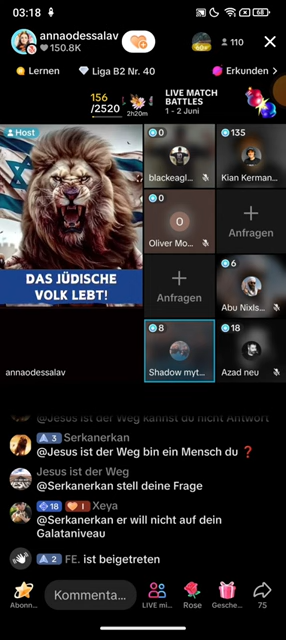 03:18
68
annaodessalav
150.8K
60+
110
Lernen
Liga B2 Nr. 40
Erkunden >
156
/2520
2h20m
LIVE MATCH
BATTLES
1 - 2 Juni
Host
DAS JÜDISCHE
VOLK LEBT!
annaodessalav
0
blackeagl...
135
Kian Kerman...
0
O
Oliver Mo...
+
Anfragen
+
Anfragen
6
Abu Nixls...
8
Shadow myt...
18
Azad neu
@Jesus ist der Weg kannst du nicht Antwort
3 Serkanerkan
@Jesus ist der Weg bin ein Mensch du ❓
Jesus ist der Weg
@Serkanerkan stell deine Frage
18 I Xeya
@Serkanerkan er will nicht auf dein
Galataniveau
2 FE. ist beigetreten
Abonn...
Kommenta...
LIVE mi...
Rose
Gesche...
75